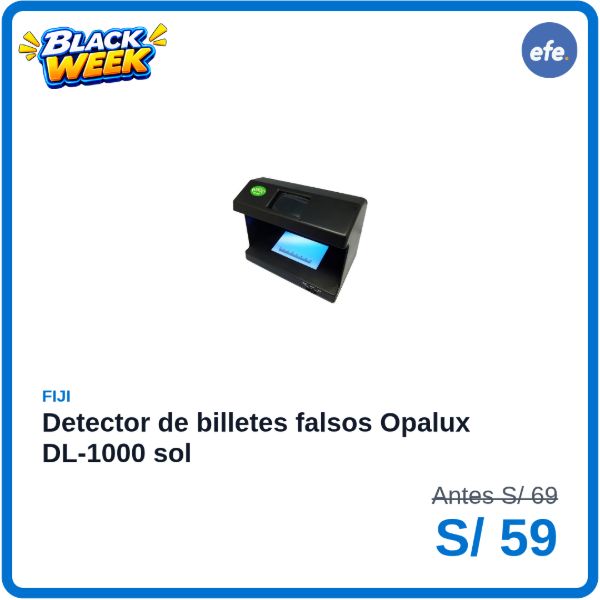 BLACK
WEEK
efe.
FIJI
Detector de billetes falsos Opalux
DL-1000 sol
Antes S/ 69
S/ 59